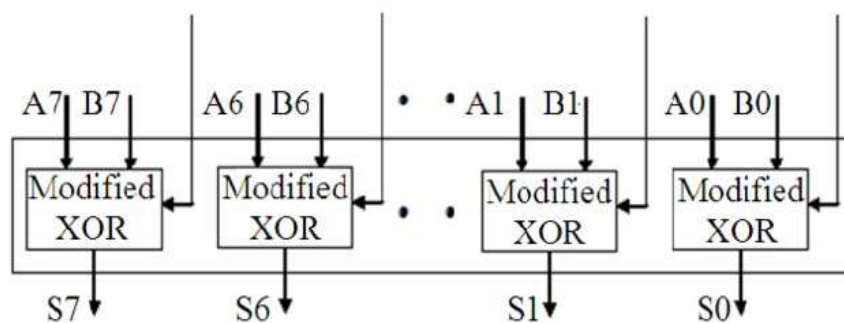 A7 B7 A6 B6 A1 B1 A0 B0
Modified XOR
Modified XOR
Modified XOR
Modified XOR
S7 S6 S1 S0